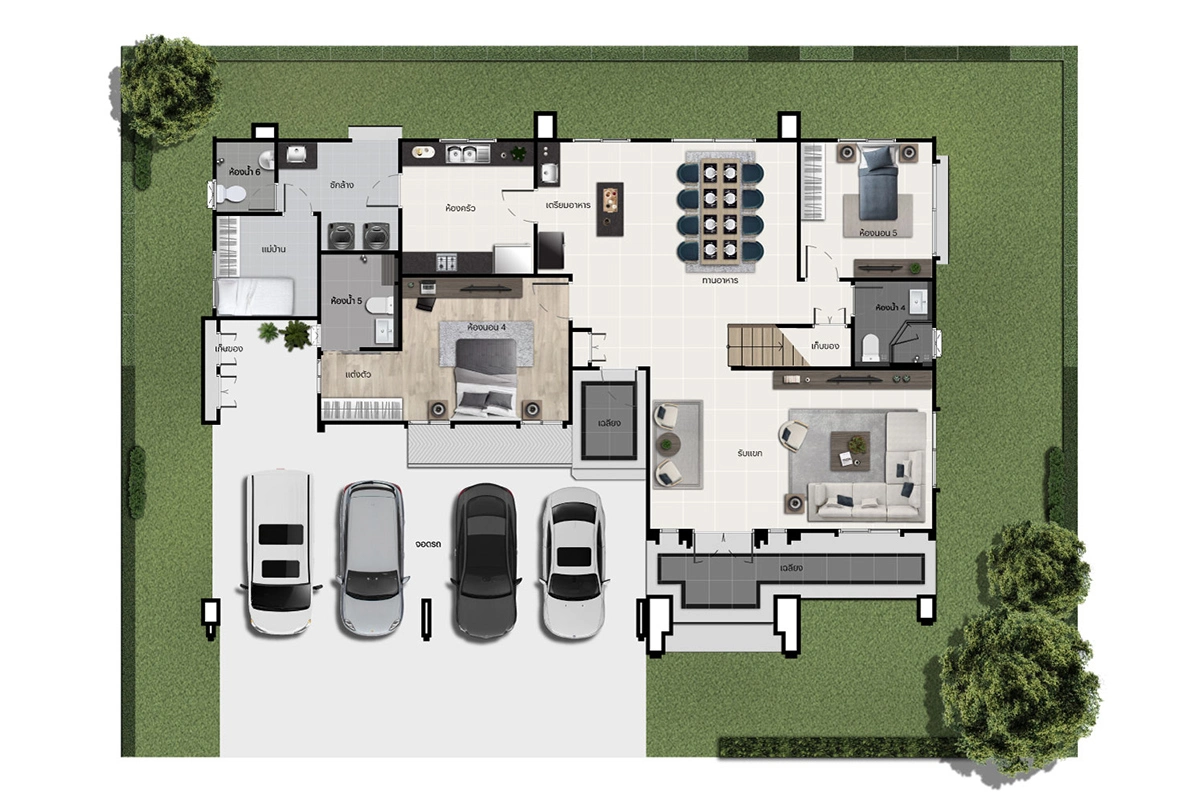 ห้องน้ำ 6
ซักล้าง
ห้องครัว
เตรียมอาหาร
ห้องนอน 5
แม่บ้าน
ทานอาหาร
ห้องน้ำ 5
ห้องน้ำ 4
ห้องนอน 4
เก็บของ
เก็บของ
แต่งตัว
เฉลียง
รับแขก
จอดรถ
เฉลียง